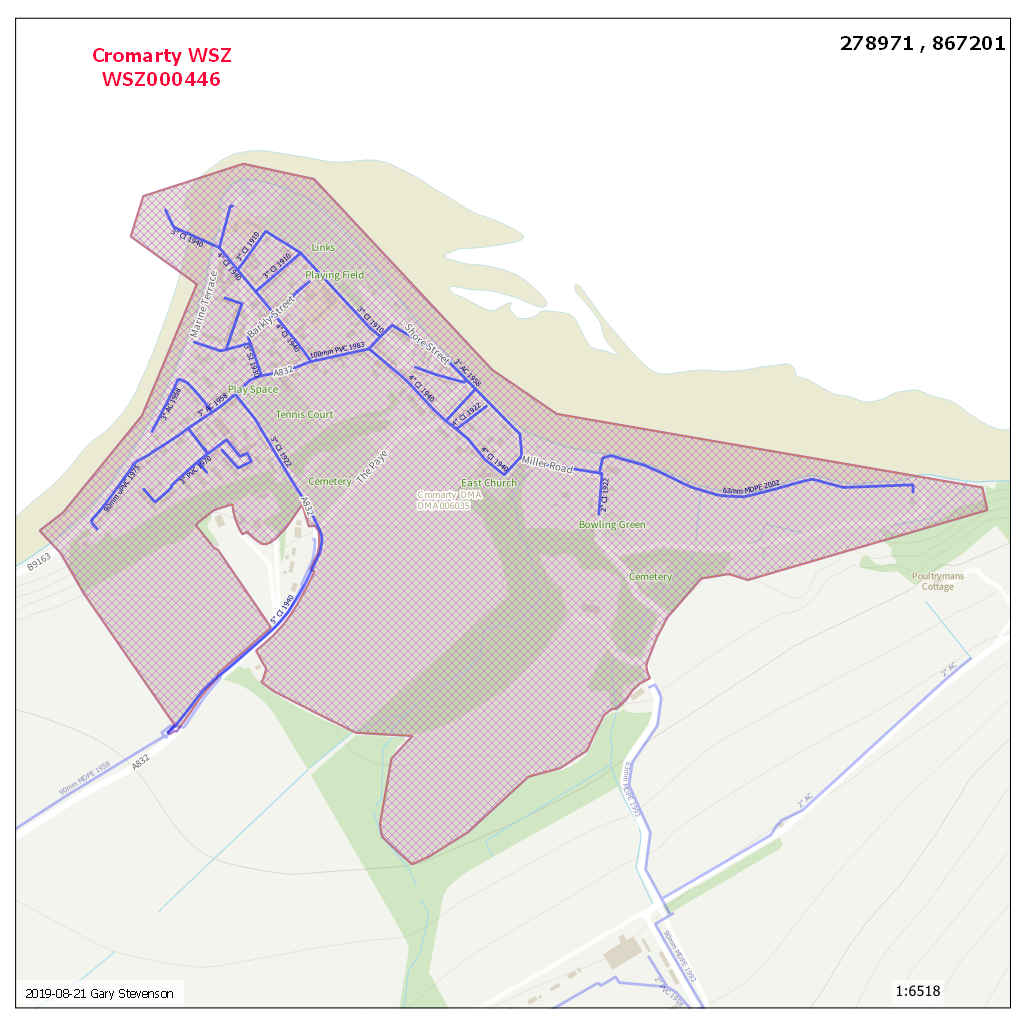 Cromarty WSZ
WSZ000446
278971 , 867201
3" CI 1940
4" CI 1940
3" CI 1910
3" CI 1910
Links
Playing Field
Marine Terrace
Barkly Street
3" CI 1910
4" CI 1940
100mm PVC 1983
Shore Street
3" AC 1958
A832
Play Space
3" AC 1958
3" AC 1958
4" CI 1940
4" CI 1922
Tennis Court
3" CI 1922
4" CI 1940
The Paye
Miller Road
90mm uPVC 1975
3" PVC 1970
Cemetery
East Church
63mm MDPE 2002
2" CI 1922
Cromarty DMA
DMA006035
A832
Bowling Green
B9163
Cemetery
Poultrymans
Cottage
5" CI 1940
2" AC
90mm MDPE 1958
A832
63mm MDPE 1993
2" AC
90mm MDPE 1993
2" PVC 1958
2019-08-21 Gary Stevenson
1:6518